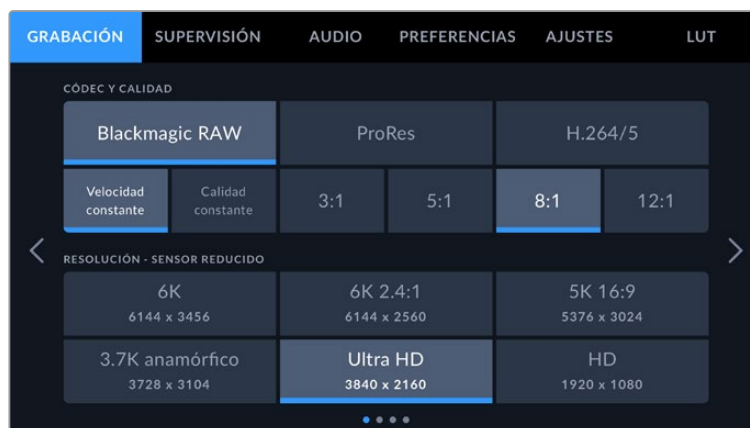 GRABACIÓN SUPERVISIÓN AUDIO PREFERENCIAS AJUSTES LUT
CÓDEC Y CALIDAD
Blackmagic RAW ProRes H.264/5
Velocidad constante Calidad constante 3:1 5:1 8:1 12:1
RESOLUCIÓN - SENSOR REDUCIDO
6K 6K 2.4:1 5K 16:9
6144 x 3456 6144 x 2560 5376 x 3024
3.7K anamórfico Ultra HD HD
3728 x 3104 3840 x 2160 1920 x 1080